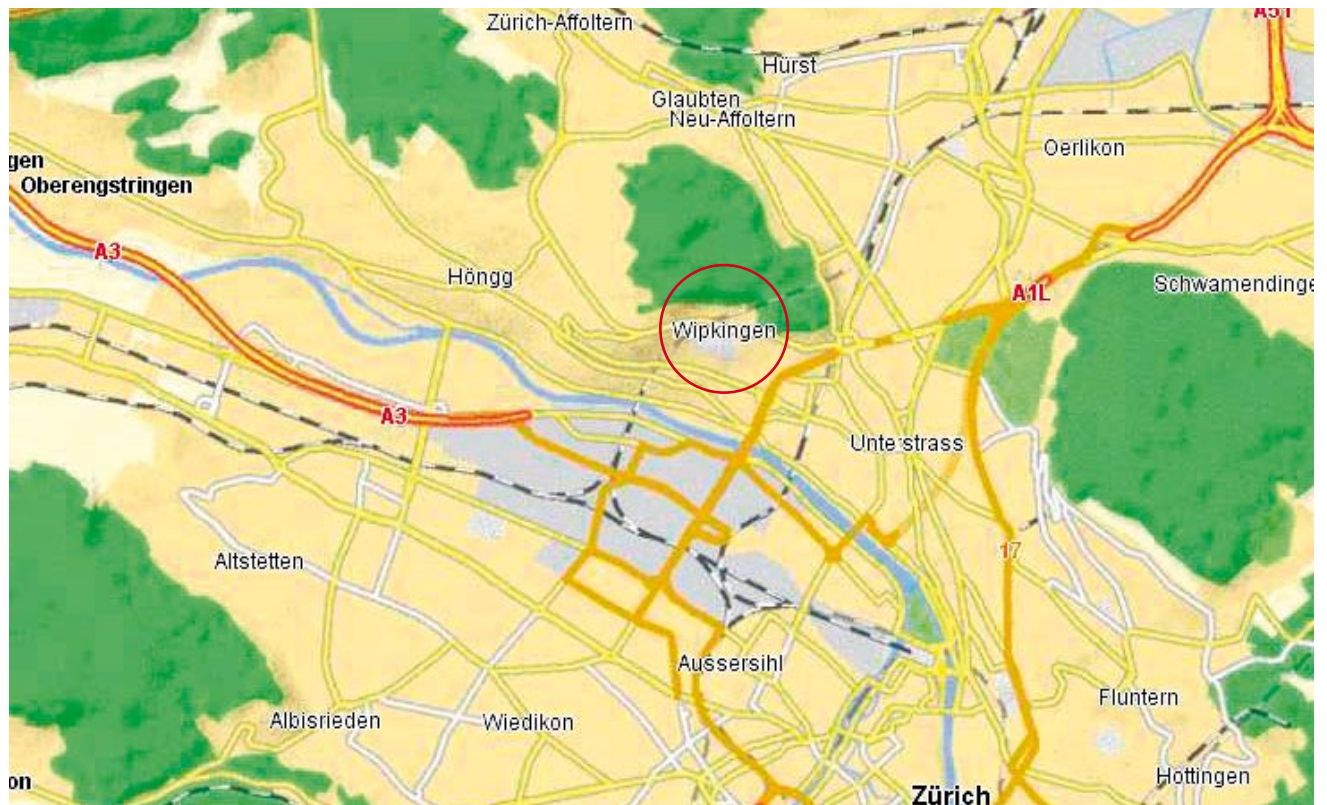 A51
Zürich-Affoltern
Hürst
Glaubten
Neu-Affoltern
Oerlikon
gen
Oberengstringen
A3
Höngg
Schwamendinge
A1L
Wipkingen
A3
Unterstrass
17
Altstetten
Aussersihl
Fluntern
Albisrieden
Wiedikon
Hottingen
on
Zürich